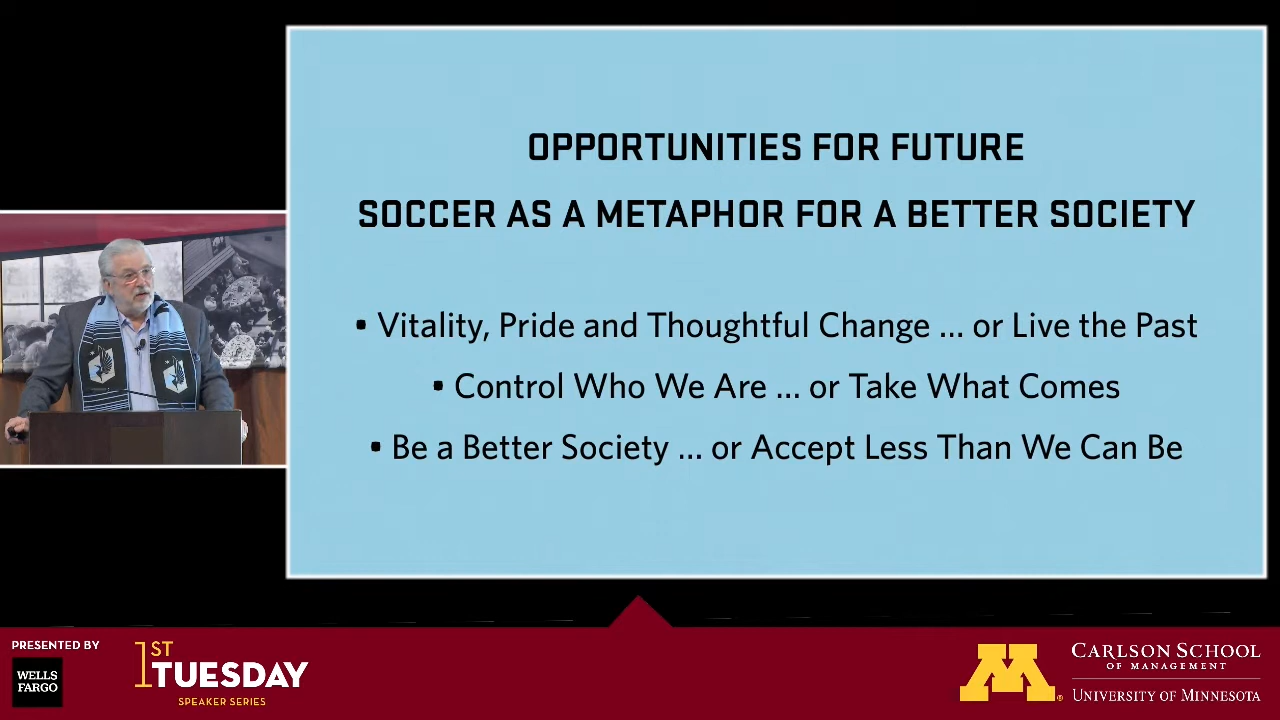 OPPORTUNITIES FOR FUTURE
SOCCER AS A METAPHOR FOR A BETTER SOCIETY
• Vitality, Pride and Thoughtful Change ... or Live the Past
• Control Who We Are ... or Take What Comes
• Be a Better Society ... or Accept Less Than We Can Be
PRESENTED BY
WELLS
FARGO
1ST
TUESDAY
SPEAKER SERIES
M®
CARLSON SCHOOL
OF MANAGEMENT
UNIVERSITY OF MINNESOTA